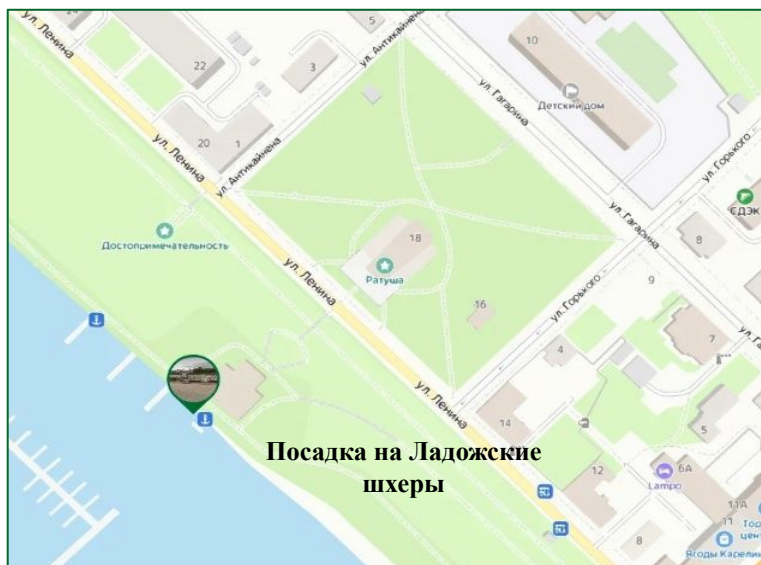 5
ул. Антикайнена
10
22
3
Детский дом
ул. Гагарина
ул. Ленина
20
1
ул. Антикайнена
ул. Горького
СДЭК
ул. Ленина
Достопримечательность
18
Ратуша
ул. Гагарина
8
ул. Ленина
16
9
ул. Горького
7
4
ул. Ленина
14
5
Посадка на Ладожские
шхеры
12
6А
Lampo
11А
11
8
Ягоды Карелии